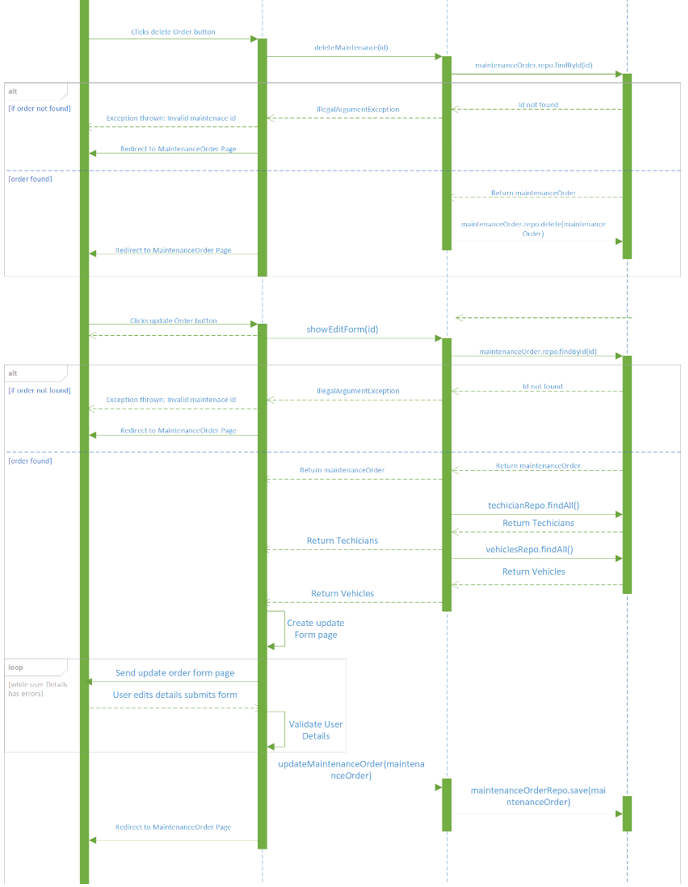 Clicks delete Order button
deleteMaintenance(id)
maintenanceOrder.repo.findById(id)
alt
[if order not found]
Id not found
IllegalArgumentException
Exception thrown: Invalid maintenace id
Redirect to MaintenanceOrder Page
[order found]
Return maintenanceOrder
maintenanceOrder.repo.delete(maintenance
Order)
Redirect to MaintenanceOrder Page
Clicks update Order button
showEditForm(id)
maintenanceOrder.repo.findById(id)
alt
[if order not found]
Id not found
IllegalArgumentException
Exception thrown: Invalid maintenace id
Redirect to MaintenanceOrder Page
[order found]
Return maintenanceOrder
Return maintenanceOrder
techicianRepo.findAll()
Return Techicians
Return Techicians
vehiclesRepo.findAll()
Return Vehicles
Return Vehicles
Create update
Form page
loop
[while user Details
has errors]
Send update order form page
User edits details submits form
Validate User
Details
updateMaintenanceOrder(maintena
nceOrder)
maintenanceOrderRepo.save(mai
ntenanceOrder)
Redirect to MaintenanceOrder Page